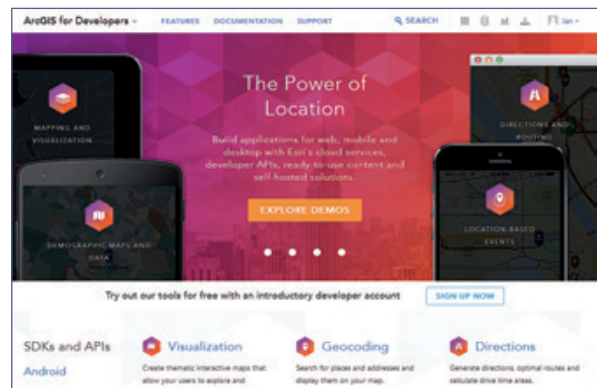 ArcGIS for Developers
FEATURES DOCUMENTATION SUPPORT
SEARCH
Jan
The Power of
Location
Build applications for web, mobile and
desktop with Esri's cloud services,
developer APIs, ready-to-use content and
self-hosted solutions.
EXPLORE DEMOS
MAPPING AND
VISUALIZATION
DEMOGRAPHIC MAPS AND
DATA
DIRECTIONS AND
ROUTING
LOCATION-BASED
EVENTS
Try out our tools for free with an introductory developer account
SIGN UP NOW
SDKs and APIs
Android
Visualization
Create thematic interactive maps that
allow your users to explore and
Geocoding
Search for places and addresses and
display them on your map.
Directions
Generate directions, optimal routes and
calculate drive time areas.